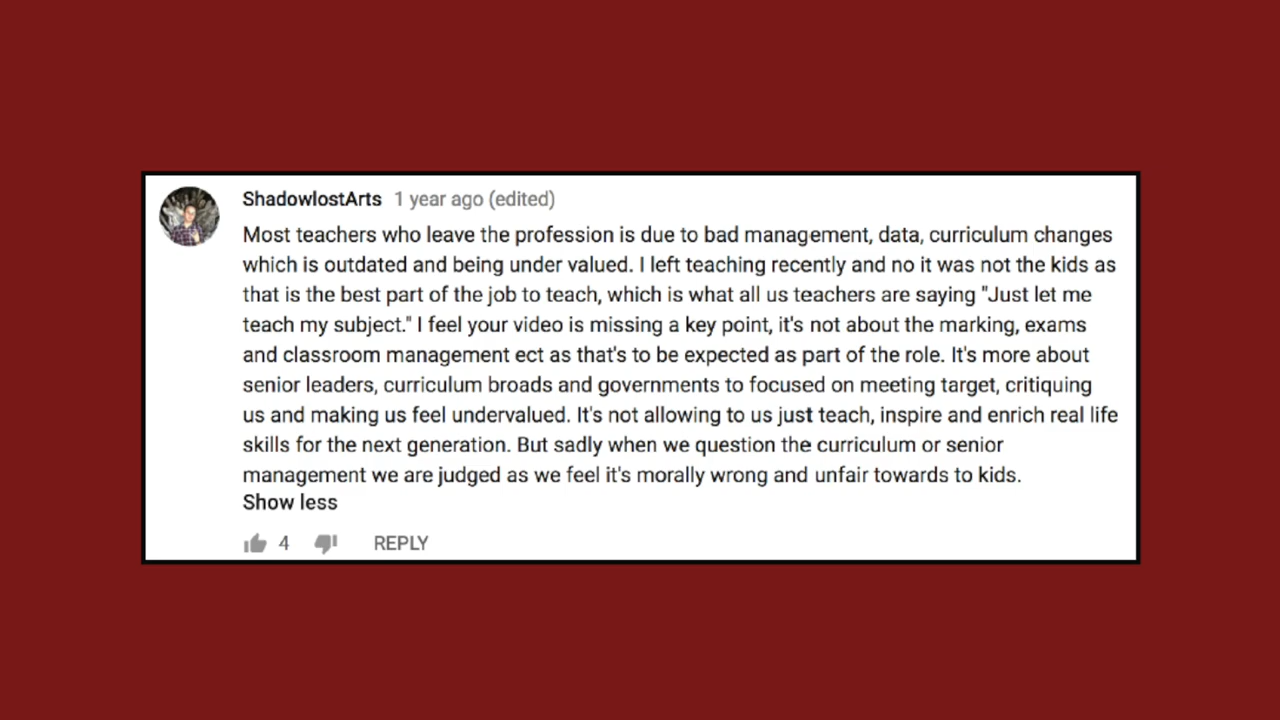 ShadowlostArts 1 year ago (edited)
Most teachers who leave the profession is due to bad management, data, curriculum changes
which is outdated and being under valued. I left teaching recently and no it was not the kids as
that is the best part of the job to teach, which is what all us teachers are saying "Just let me
teach my subject." I feel your video is missing a key point, it's not about the marking, exams
and classroom management ect as that's to be expected as part of the role. It's more about
senior leaders, curriculum broads and governments to focused on meeting target, critiquing
us and making us feel undervalued. It's not allowing to us just teach, inspire and enrich real life
skills for the next generation. But sadly when we question the curriculum or senior
management we are judged as we feel it's morally wrong and unfair towards to kids.
Show less
4 REPLY